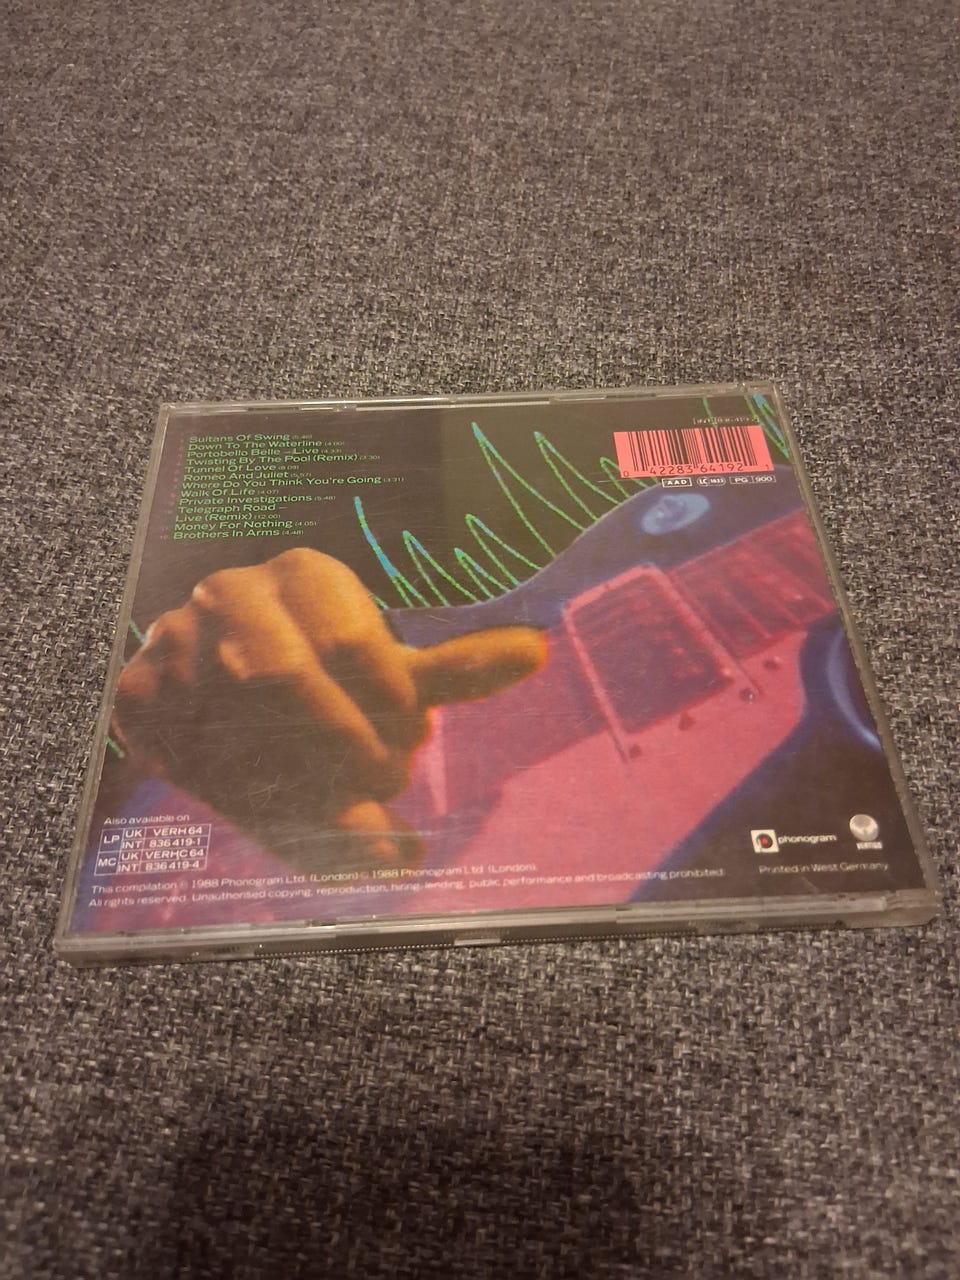 Sultans Of Swing (5.46)
Down To The Waterline (4.00)
Portobello Belle – Live (4.33)
Twisting By The Pool (Remix) (3.30)
Tunnel Of Love (8.09)
Romeo And Juliet (5.57)
Where Do You Think You're Going (3.31)
Walk Of Life (4.07)
Private Investigations (5.48)
Telegraph Road –
Live (Remix) (12.00)
Money For Nothing (4.05)
Brothers In Arms (4.48)
0 42283 64192 1
AAD LC 1633 PG 900
Also available on
LP UK VERH 64
INT 836 419-1
MC UK VERHC 64
INT 836 419-4
phonogram
This compilation ℗ 1988 Phonogram Ltd. (London) © 1988 Phonogram Ltd. (London).
Printed in West Germany
All rights reserved. Unauthorised copying, reproduction, hiring, lending, public performance and broadcasting prohibited.